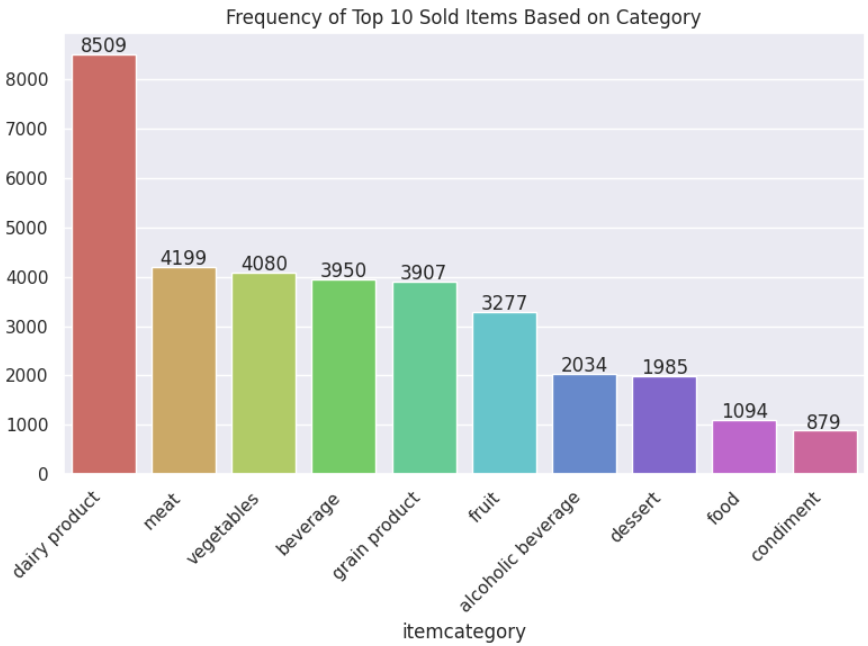 Frequency of Top 10 Sold Items Based on Category
8509
8000
7000
6000
5000
4199
4080
3950
3907
4000
3277
3000
2034
1985
2000
1094
879
1000
0
dairy product
meat
vegetables
beverage
grain product
fruit
alcoholic beverage
dessert
food
condiment
itemcategory